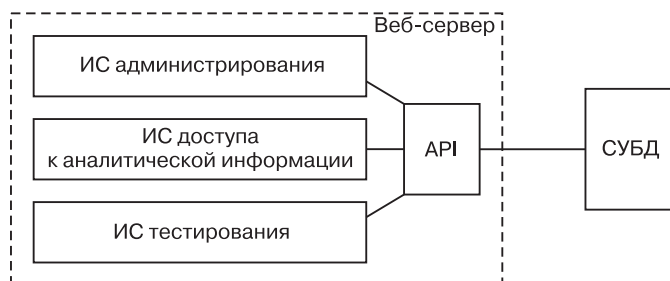 Веб-сервер
ИС администрирования
ИС доступа
к аналитической информации
API
СУБД
ИС тестирования